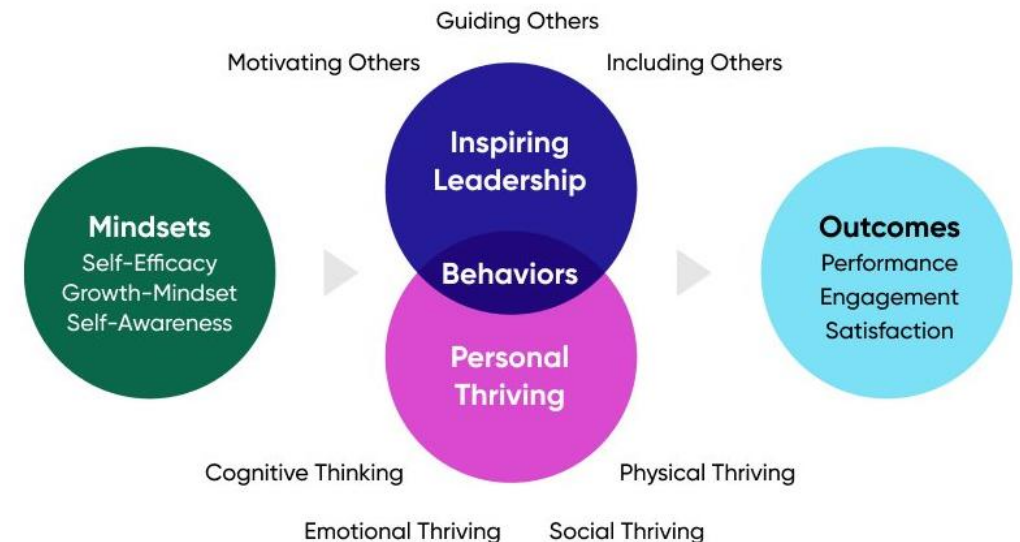 Guiding Others
Motivating Others
Including Others
Inspiring
Leadership
Mindsets
Self-Efficacy
Growth-Mindset
Self-Awareness
Behaviors
Outcomes
Performance
Engagement
Satisfaction
Personal
Thriving
Cognitive Thinking
Physical Thriving
Emotional Thriving
Social Thriving